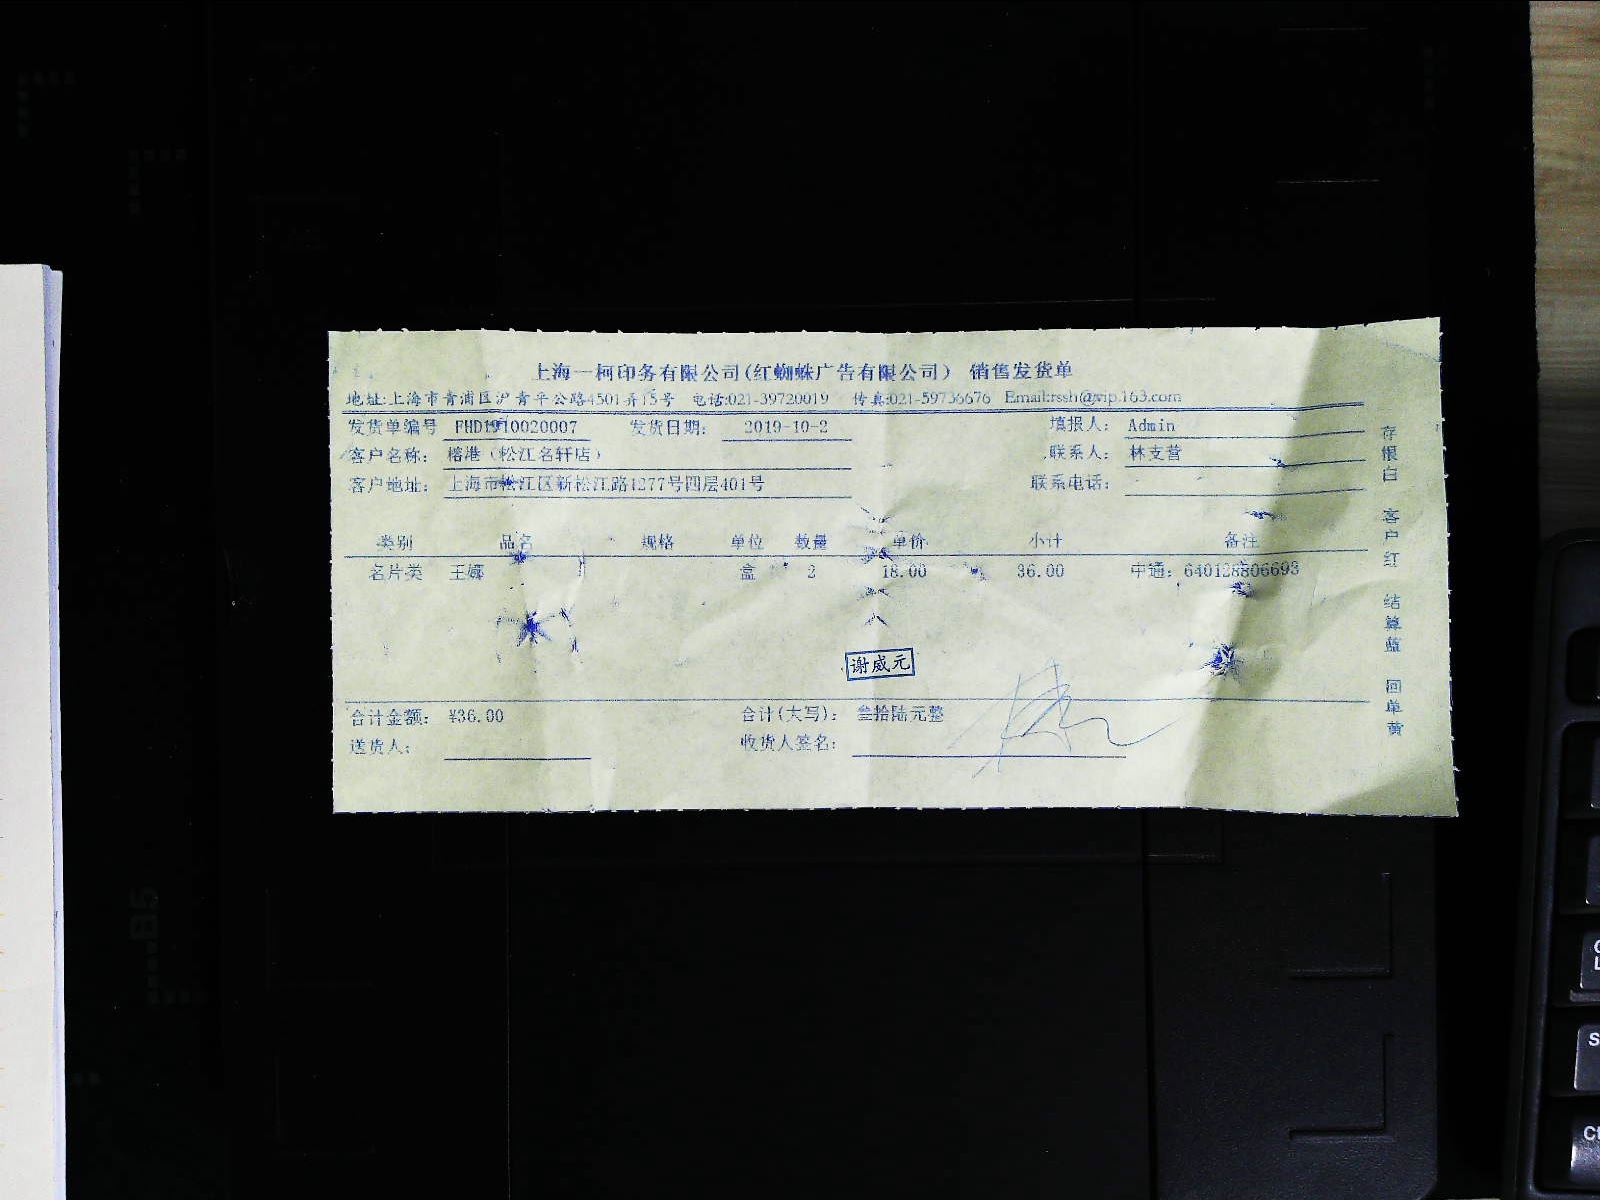 上海一柯印务有限公司(红蜘蛛广告有限公司) 销售发货单
地址:上海市青浦区沪青平公路4501弄15号 电话:021-39720019 传真:021-59736676 Email:rssh@vip.163.com
发货单编号 FHD1910020007 发货日期: 2019-10-2 填报人: Admin
客户名称: 榕港(松江名轩店) 联系人: 林支营
客户地址: 上海市松江区新松江路1277号四层401号 联系电话:
类别 品名 规格 单位 数量 单价 小计 备注
名片类 王娜 盒 2 18.00 36.00 中通: 640128806693
谢威元
合计金额: ¥36.00 合计(大写): 叁拾陆元整
送货人: 收货人签名:
存根白 客户红 结算蓝 回单黄
B5